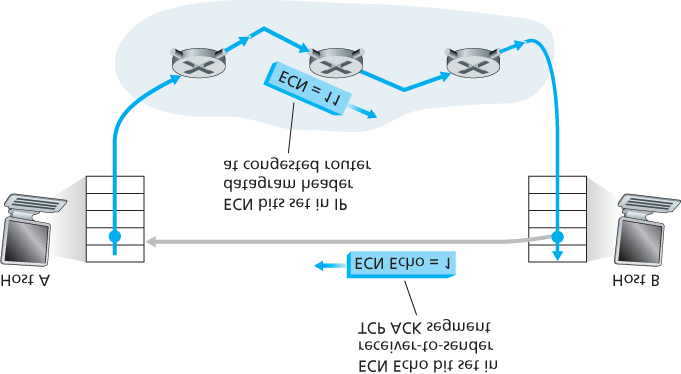 ECN = 11
ECN bits set in IP
datagram header
at congested router
Host A
Host B
ECN Echo = 1
ECN Echo bit set in
receiver-to-sender
TCP ACK segment